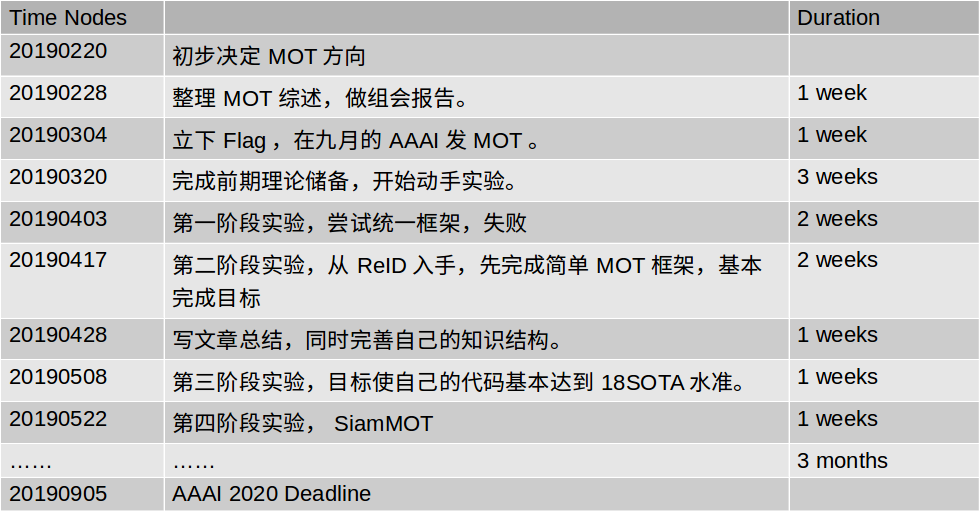 Time Nodes Duration
20190220 初步决定 MOT 方向
20190228 整理 MOT 综述，做组会报告。 1 week
20190304 立下 Flag ，在九月的 AAAI 发 MOT 。 1 week
20190320 完成前期理论储备，开始动手实验。 3 weeks
20190403 第一阶段实验，尝试统一框架，失败 2 weeks
20190417 第二阶段实验，从 ReID 入手，先完成简单 MOT 框架，基本 2 weeks
完成目标
20190428 写文章总结，同时完善自己的知识结构。 1 weeks
20190508 第三阶段实验，目标使自己的代码基本达到 18SOTA 水准。 1 weeks
20190522 第四阶段实验， SiamMOT 1 weeks
…… …… 3 months
20190905 AAAI 2020 Deadline